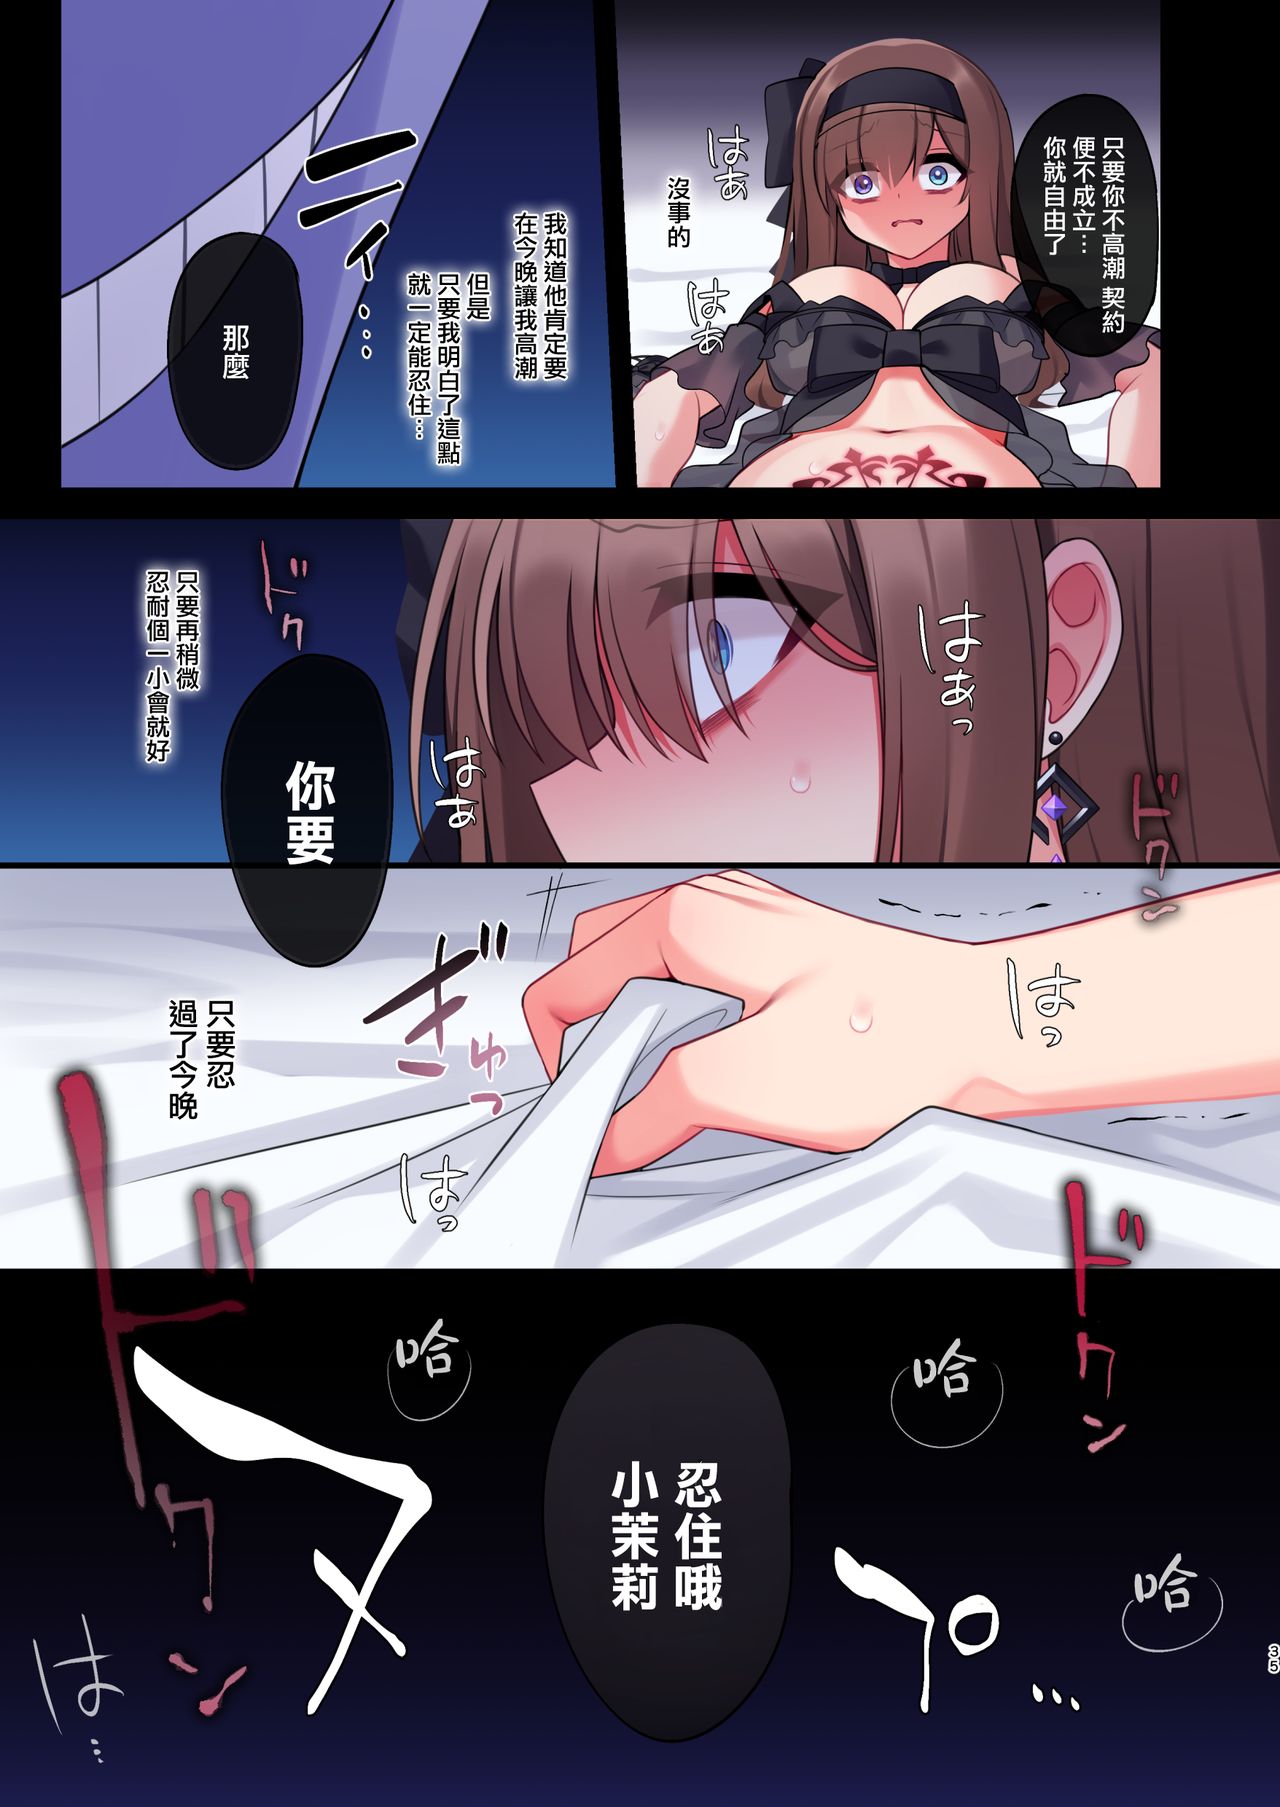 只要你不高潮 契約
便不成立…
你就自由了
はぁ
沒事的
はぁ
我知道他肯定要
在今晚讓我高潮
但是
只要我明白了這點
就一定能忍住…
ニィ…
那麼
はぁっ
ドクン
ドク
はぁ
你要
只要再稍微
忍耐個一小會就好
はっ
ぎゅっ
只要忍
過了今晚
はっ
ドクン
ドクン
哈
哈
哈
忍住哦
小茉莉
ヌプ…
は…
35